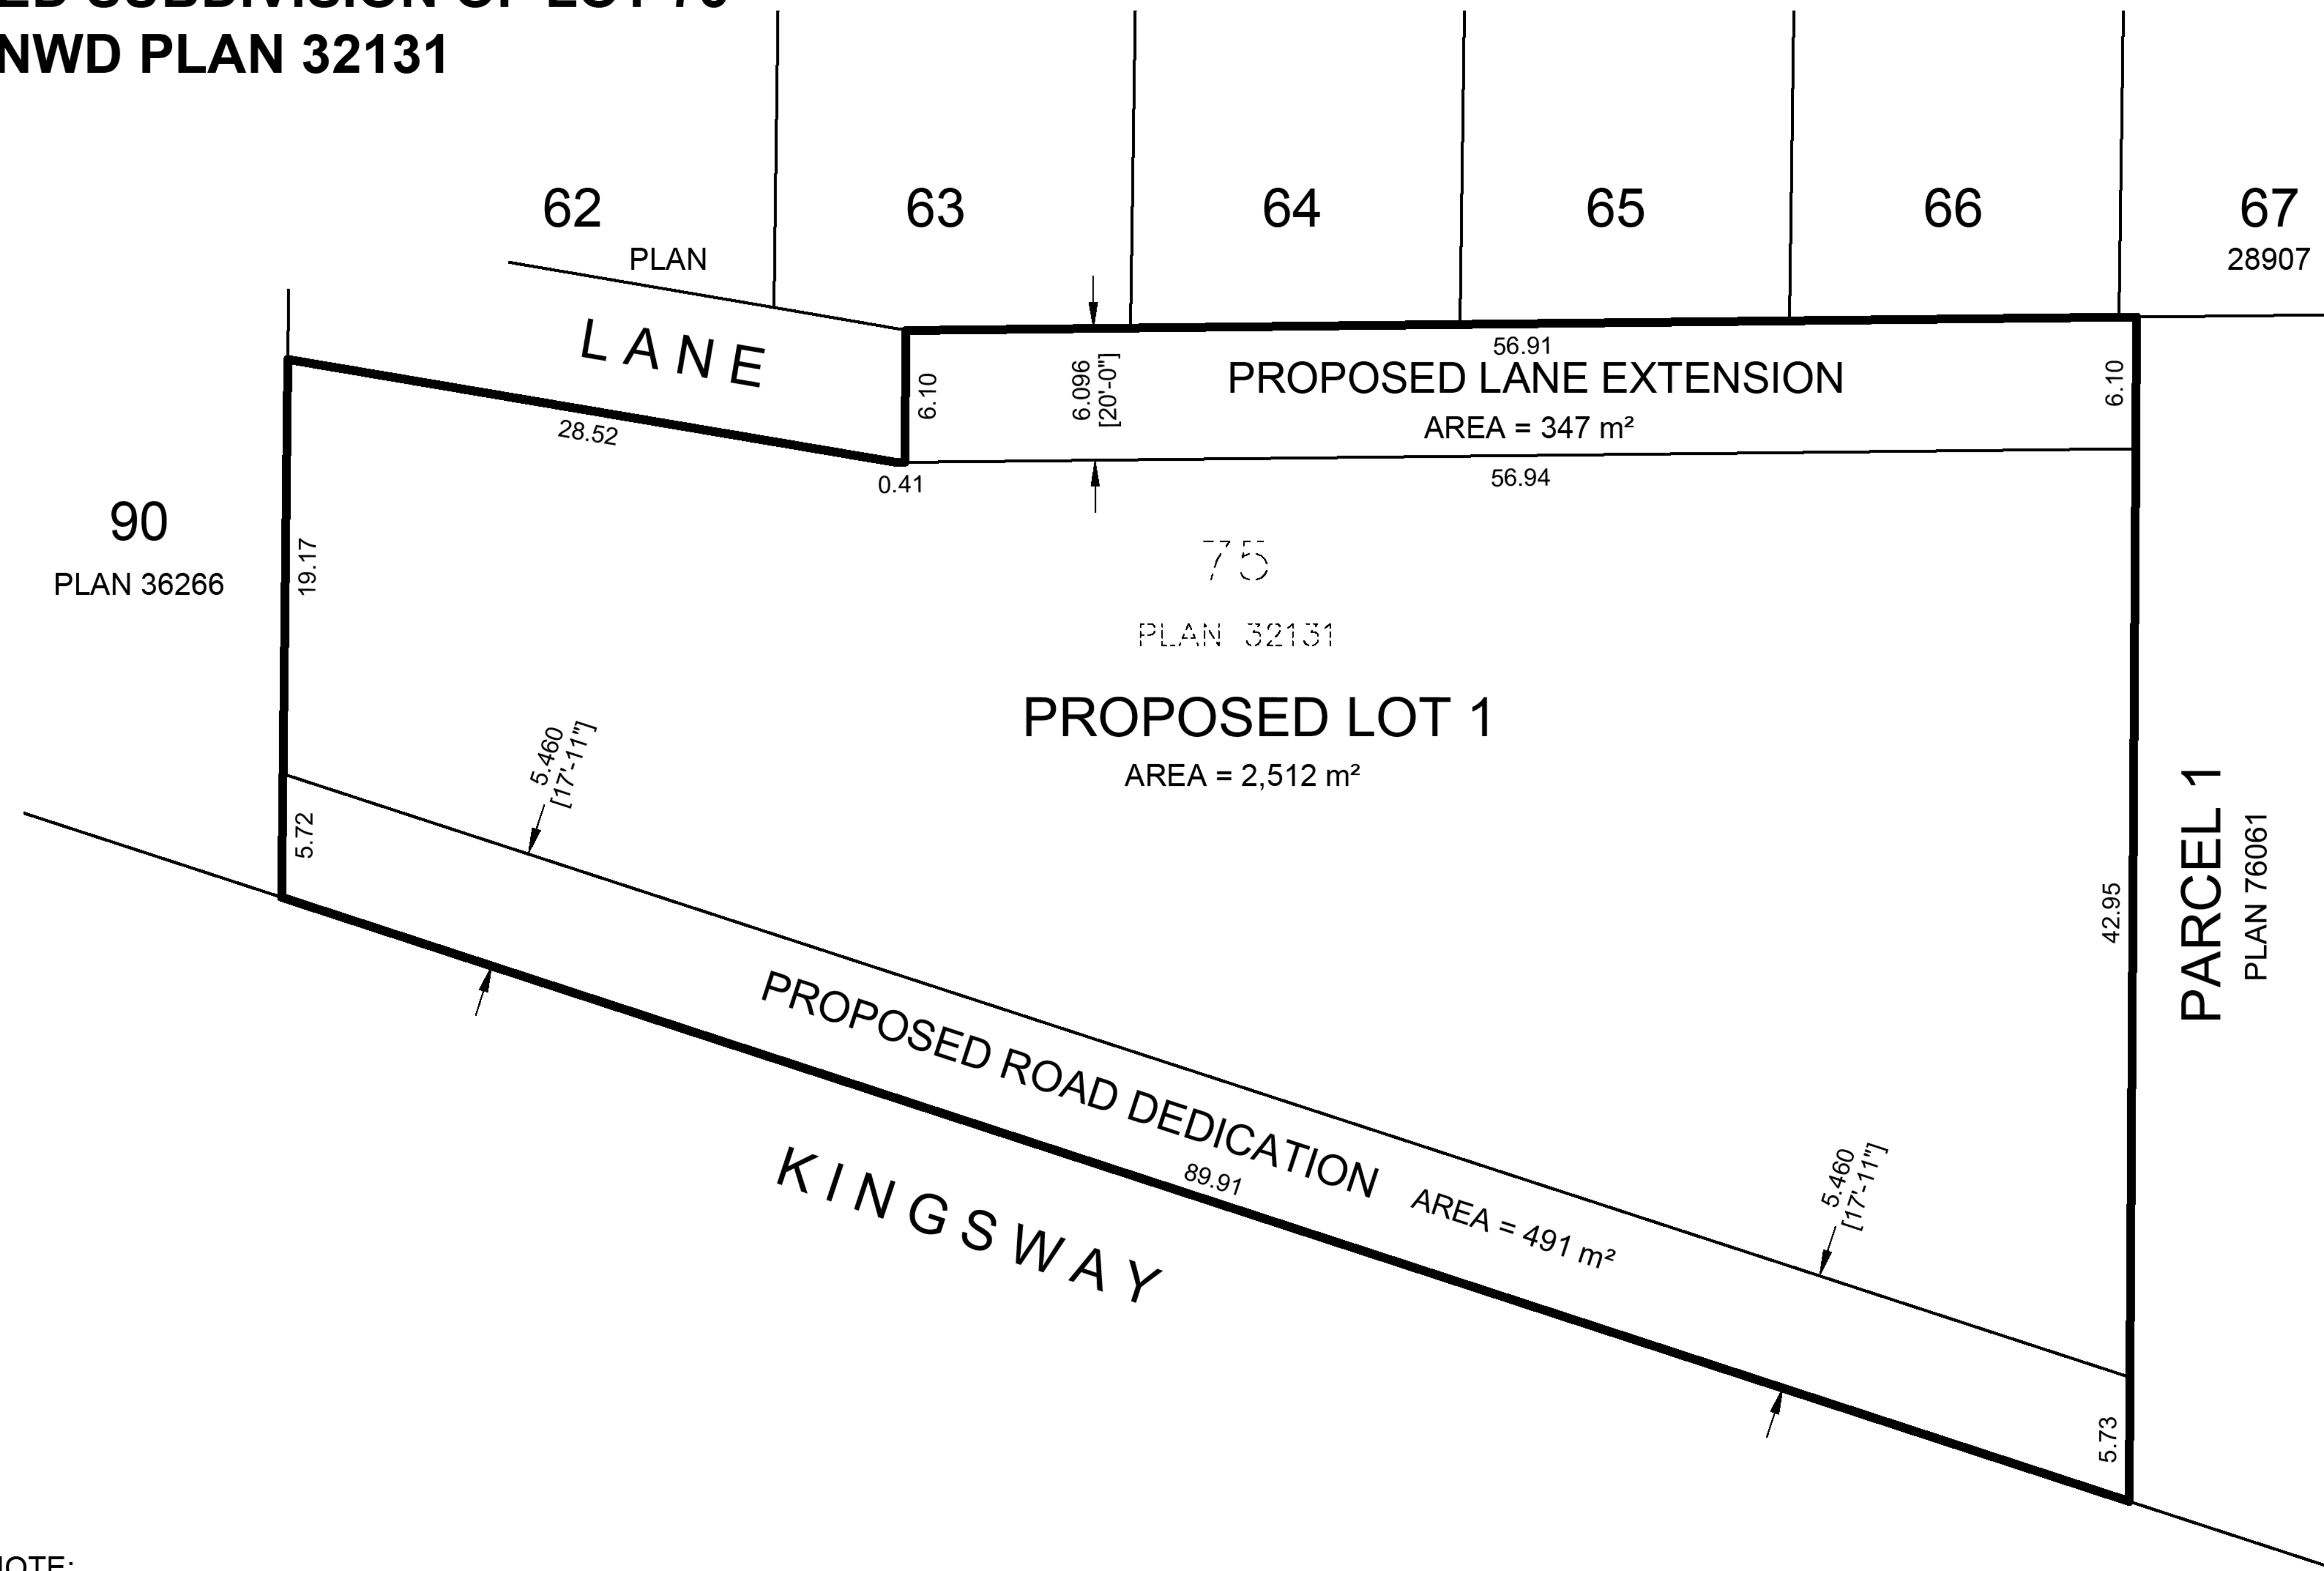 NWD PLAN 32131
62
63
64
65
66
67
PLAN
28907
LANE
56.91
PROPOSED LANE EXTENSION
AREA = 347 m²
6.10
6.096
[20'-0"]
6.10
28.52
0.41
56.94
90
PLAN 36266
19.17
75
PLAN 32131
PROPOSED LOT 1
AREA = 2,512 m²
5.460
[17'-11"]
5.72
42.95
PARCEL 1
PLAN 76061
PROPOSED ROAD DEDICATION AREA = 491 m²
89.91
KINGSWAY
5.460
[17'-11"]
5.73